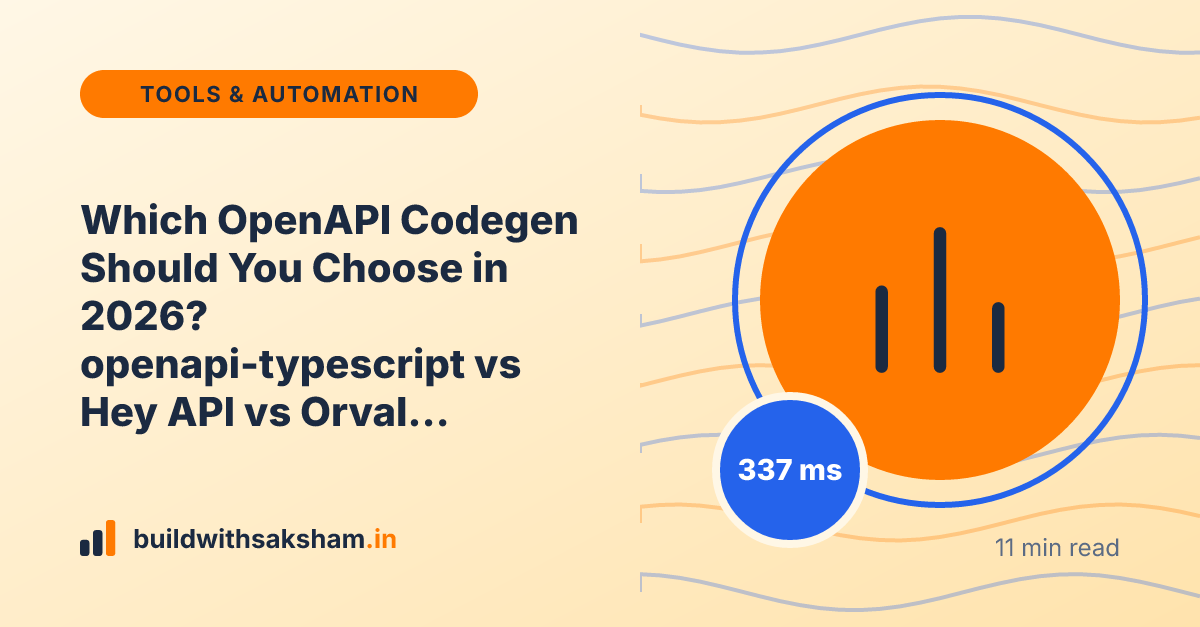 TOOLS & AUTOMATION
Which OpenAPI Codegen
Should You Choose in
2026?
openapi-typescript vs
Hey API vs Orval...
337 ms
buildwithsaksham.in
11 min read